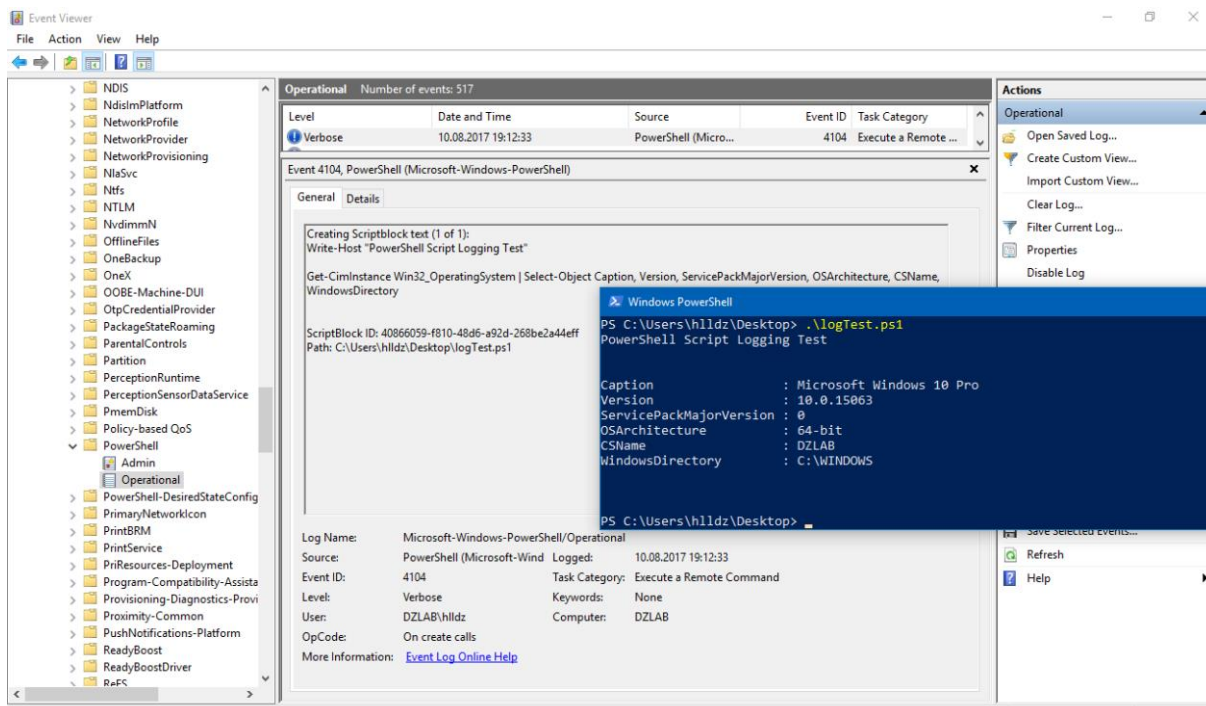 Event Viewer
File Action View Help
NDIS
NdisImPlatform
NetworkProfile
NetworkProvider
NetworkProvisioning
NlaSvc
Ntfs
NTLM
NvdimmN
OfflineFiles
OneBackup
OneX
OOBE-Machine-DUI
OtpCredentialProvider
PackageStateRoaming
ParentalControls
Partition
PerceptionRuntime
PerceptionSensorDataService
PmemDisk
Policy-based QoS
PowerShell
Admin
Operational
PowerShell-DesiredStateConfig
PrimaryNetworkIcon
PrintBRM
PrintService
PriResources-Deployment
Program-Compatibility-Assista
Provisioning-Diagnostics-Provi
Proximity-Common
PushNotifications-Platform
ReadyBoost
ReadyBoostDriver
ReFS
Operational Number of events: 517
Level Date and Time Source Event ID Task Category
Verbose 10.08.2017 19:12:33 PowerShell (Micro... 4104 Execute a Remote ...
Event 4104, PowerShell (Microsoft-Windows-PowerShell)
General Details
Creating Scriptblock text (1 of 1):
Write-Host "PowerShell Script Logging Test"
Get-CimInstance Win32_OperatingSystem | Select-Object Caption, Version, ServicePackMajorVersion, OSArchitecture, CSName,
WindowsDirectory
ScriptBlock ID: 40866059-f810-48d6-a92d-268be2a44eff
Path: C:\Users\hlldz\Desktop\logTest.ps1
Log Name: Microsoft-Windows-PowerShell/Operational
Source: PowerShell (Microsoft-Wind Logged: 10.08.2017 19:12:33
Event ID: 4104 Task Category: Execute a Remote Command
Level: Verbose Keywords: None
User: DZLAB\hlldz Computer: DZLAB
OpCode: On create calls
More Information: Event Log Online Help
Windows PowerShell
PS C:\Users\hlldz\Desktop> .\logTest.ps1
PowerShell Script Logging Test
Caption : Microsoft Windows 10 Pro
Version : 10.0.15063
ServicePackMajorVersion : 0
OSArchitecture : 64-bit
CSName : DZLAB
WindowsDirectory : C:\WINDOWS
PS C:\Users\hlldz\Desktop>
Actions
Operational
Open Saved Log...
Create Custom View...
Import Custom View...
Clear Log...
Filter Current Log...
Properties
Disable Log
Save Selected Events...
Refresh
Help